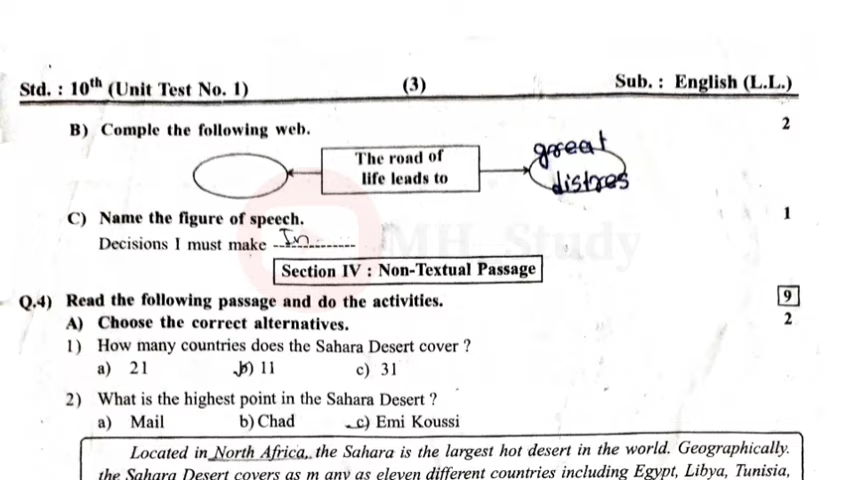 Std. : 10th (Unit Test No. 1) (3) Sub. : English (L.L.)
B) Comple the following web. 2
The road of
life leads to
great
distres
C) Name the figure of speech. 1
Decisions I must make In
MH Study
Section IV : Non-Textual Passage
Q.4) Read the following passage and do the activities. 9
A) Choose the correct alternatives. 2
1) How many countries does the Sahara Desert cover ?
a) 21 b) 11 c) 31
2) What is the highest point in the Sahara Desert ?
a) Mail b) Chad c) Emi Koussi
Located in North Africa, the Sahara is the largest hot desert in the world. Geographically.
the Sahara Desert covers as m any as eleven different countries including Egypt, Libya, Tunisia,